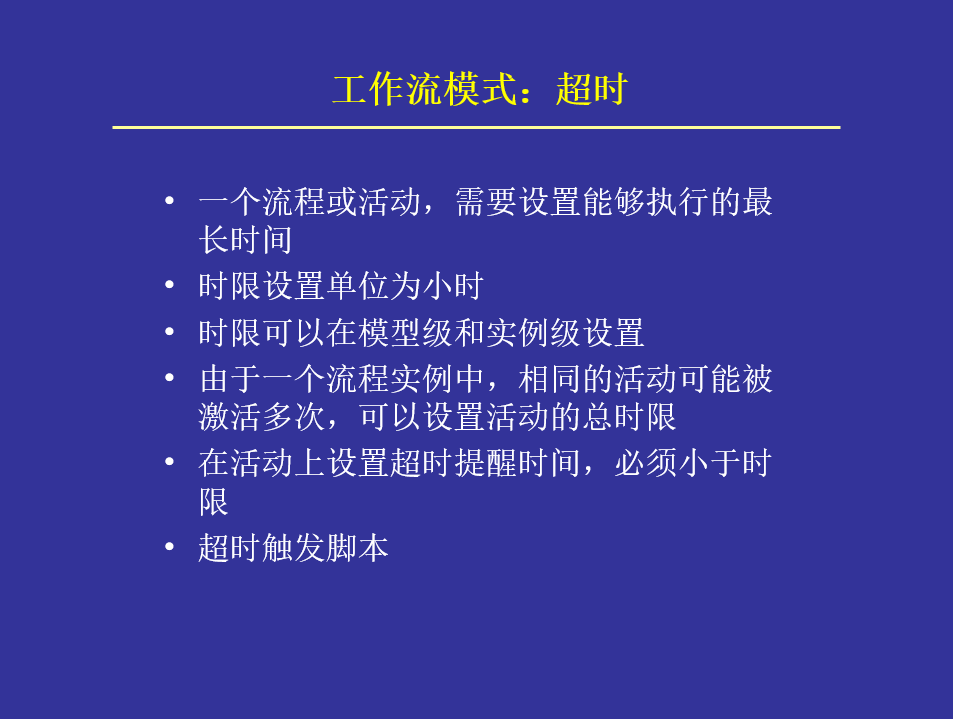 工作流模式：超时
• 一个流程或活动，需要设置能够执行的最
长时间
• 时限设置单位为小时
• 时限可以在模型级和实例级设置
• 由于一个流程实例中，相同的活动可能被
激活多次，可以设置活动的总时限
• 在活动上设置超时提醒时间，必须小于时
限
• 超时触发脚本